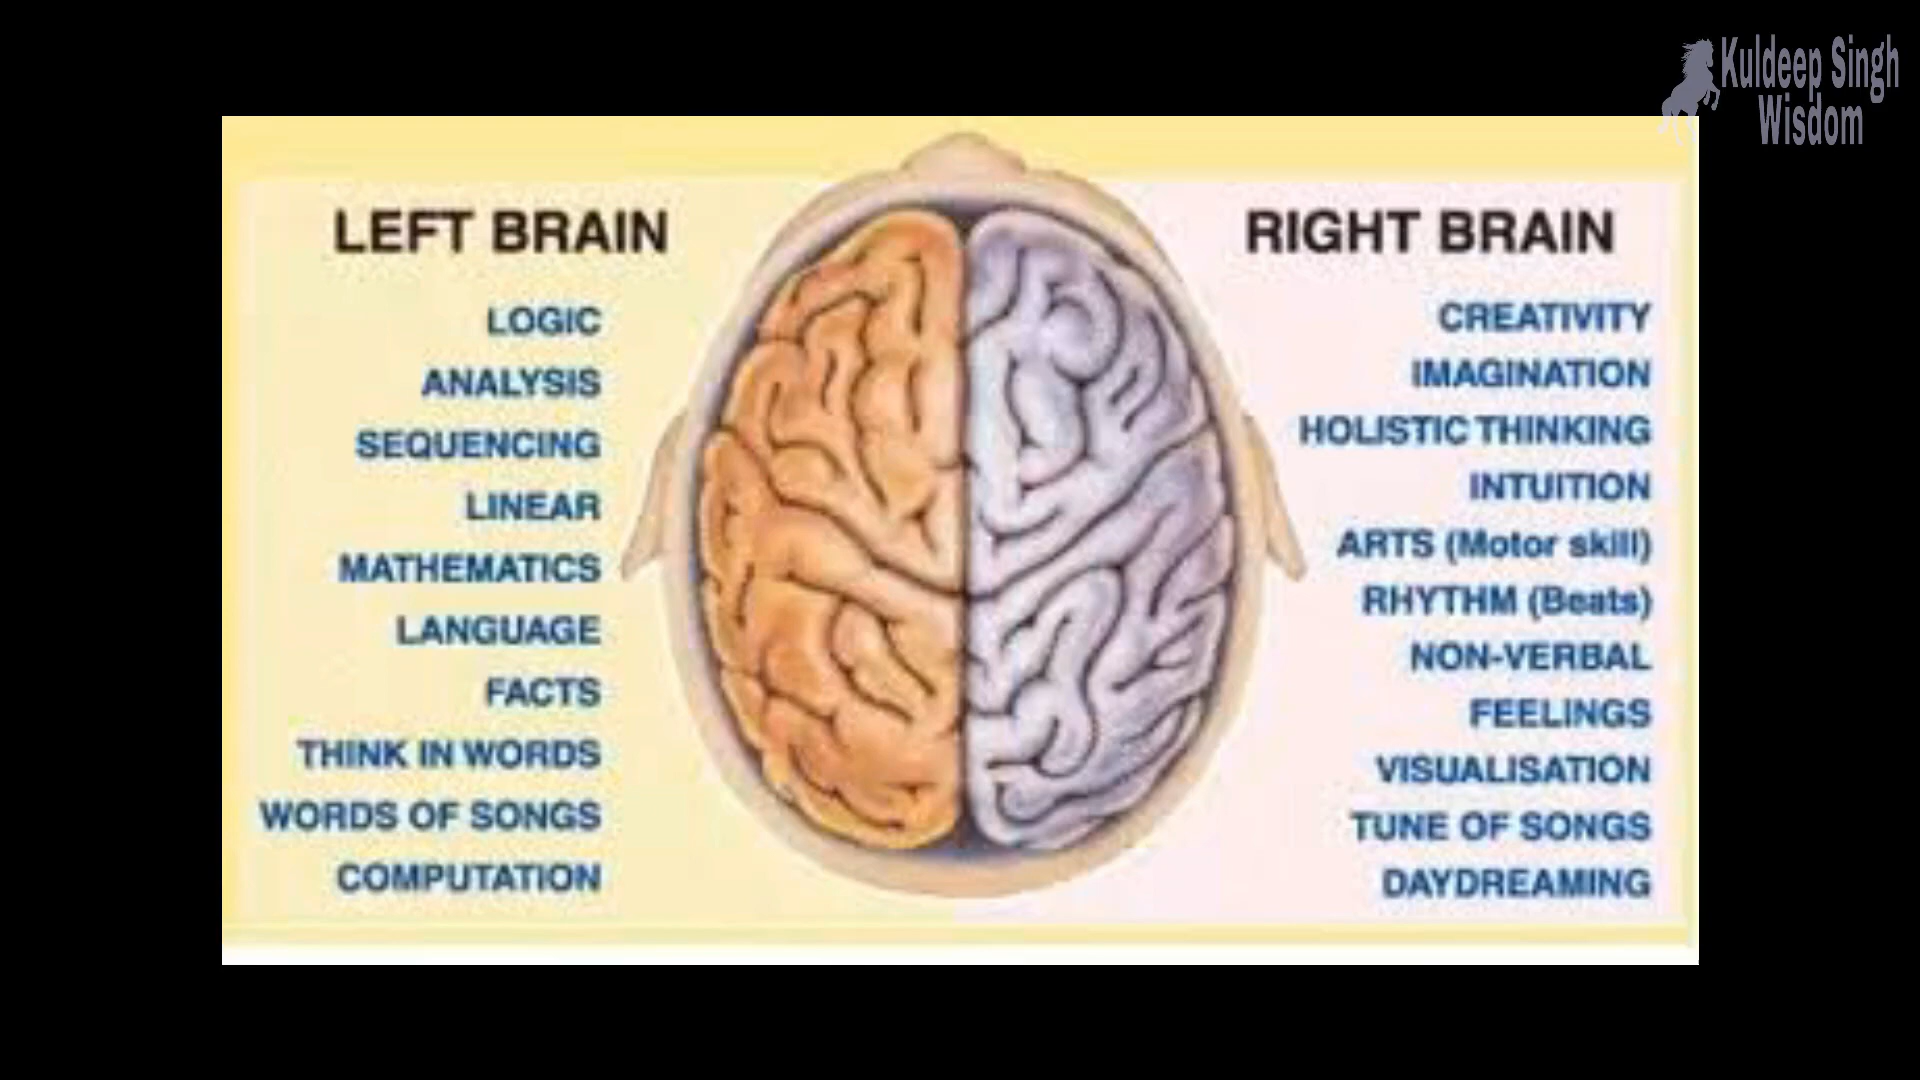 Kuldeep Singh
Wisdom
LEFT BRAIN
LOGIC
ANALYSIS
SEQUENCING
LINEAR
MATHEMATICS
LANGUAGE
FACTS
THINK IN WORDS
WORDS OF SONGS
COMPUTATION
RIGHT BRAIN
CREATIVITY
IMAGINATION
HOLISTIC THINKING
INTUITION
ARTS (Motor skill)
RHYTHM (Beats)
NON-VERBAL
FEELINGS
VISUALISATION
TUNE OF SONGS
DAYDREAMING